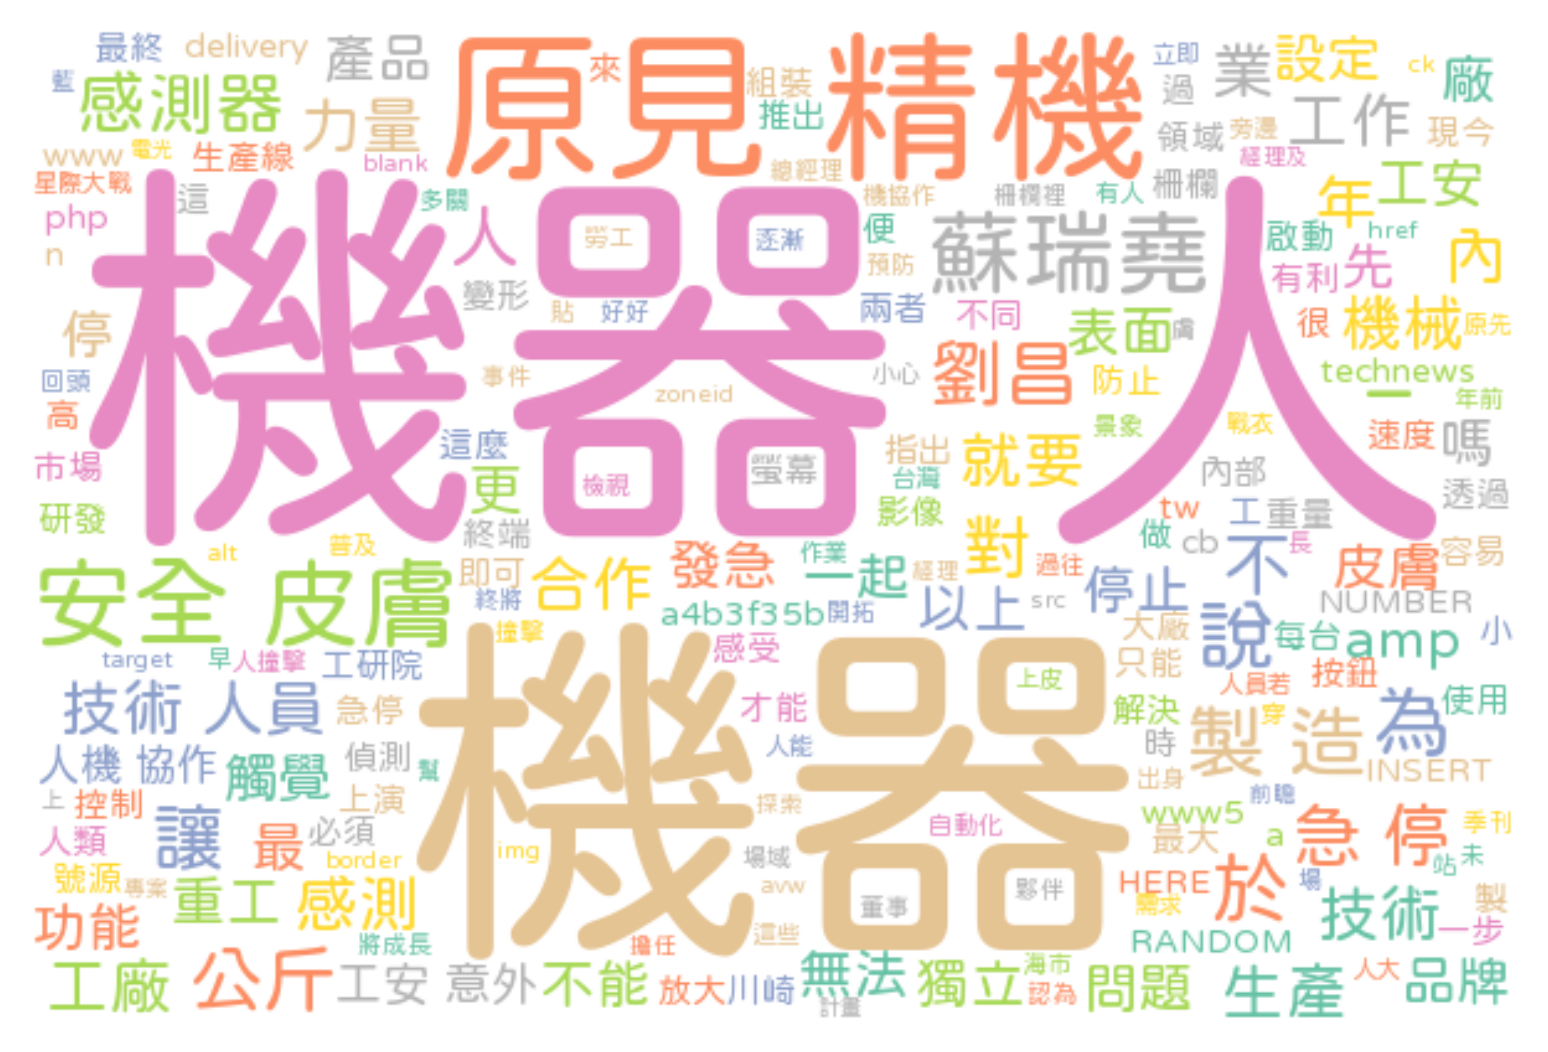 最終 delivery 產品 原見 精機 來 組裝 推出 立即 過 業 設定 ck 廠
藍 感測器 力量 領域 旁邊 工作 現今
www 電光 生產線 blank 總經理 經理及
星際大戰 這 多關 機協作 柵欄裡 有人 柵欄 年 工安
php 人 勞工 逐漸 便 蘇瑞堯 啟動 href 內
n 變形 預防 有利 先
停 貼 好好 兩者 不同 表面 膚 很 機械 原先
機器 人
回頭 事件 zoneid 小心 劉昌 防止 technews 一
高 景象 戰衣 速度 年前
市場 這麼 指出 就要 內部 嗎
研發 更 檢視 螢幕 台灣 影像 透過
終端 對 tw 工 重量
alt 普及 發急 作業 過往 做 cb 不 長 容易
安全 皮膚 即可 合作 一起 經理 停止 皮膚
終將 a4b3f35b 開拓 以上 src NUMBER
撞擊 大廠 說 每台 amp 小
target 早 人撞擊 工研院 感受 上皮 只能 人員若 按鈕
技術 人員 急停 機器 才能 解決 製造 穿 為 使用
人機 協作 觸覺 偵測 幫 人能 時
上 控制 上演 探索 出身 前瞻 INSERT
人類 讓 最 必須 自動化 www5 最大 a 急 停 季刊
border img 場域 站 未
號源 專案 重工 感測 avw 董事 夥伴 HERE 於 場 製
功能 將成長 擔任 這些 需求 RANDOM 技術 一步
工廠 公斤 工安 意外 不能 放大 川崎 無法 獨立 海市 問題 生產 人大 品牌
計畫 認為